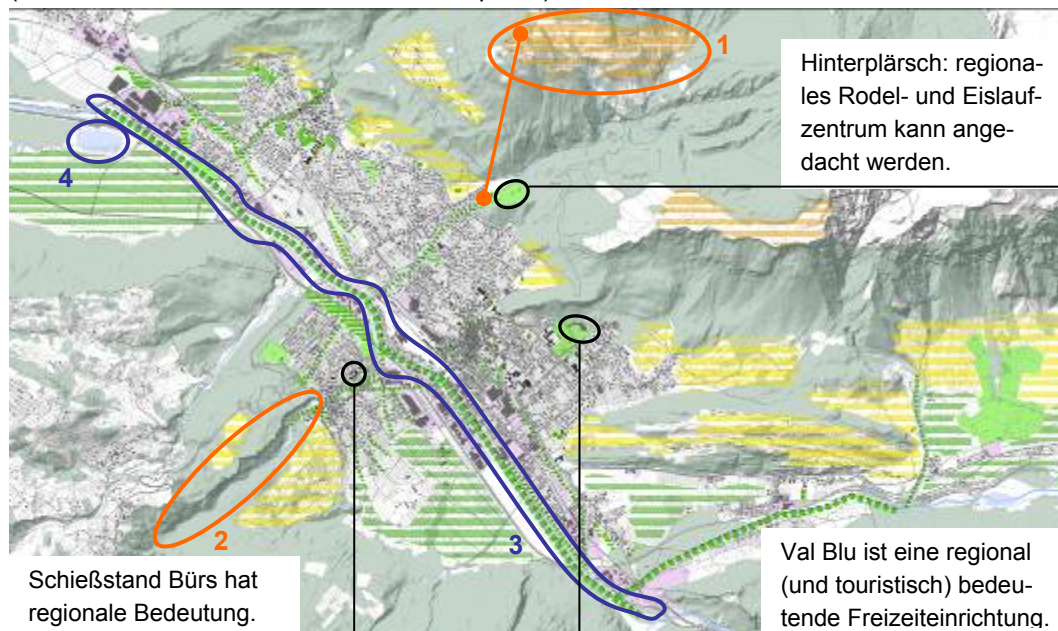 1
Hinterplärsch: regiona-
les Rodel- und Eislauf-
zentrum kann ange-
dacht werden.
4
2
3
Schießstand Bürs hat
regionale Bedeutung.
Val Blu ist eine regional
(und touristisch) bedeu-
tende Freizeiteinrichtung.